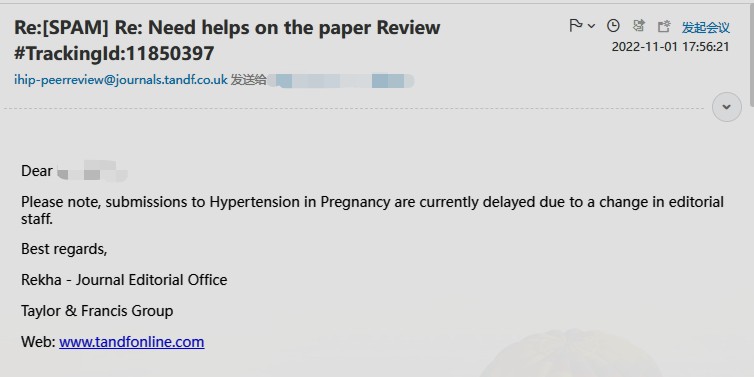 Re:[SPAM] Re: Need helps on the paper Review
#TrackingId:11850397
发起会议
2022-11-01 17:56:21
ihip-peerreview@journals.tandf.co.uk 发送给
Dear
Please note, submissions to Hypertension in Pregnancy are currently delayed due to a change in editorial
staff.
Best regards,
Rekha - Journal Editorial Office
Taylor & Francis Group
Web: www.tandfonline.com